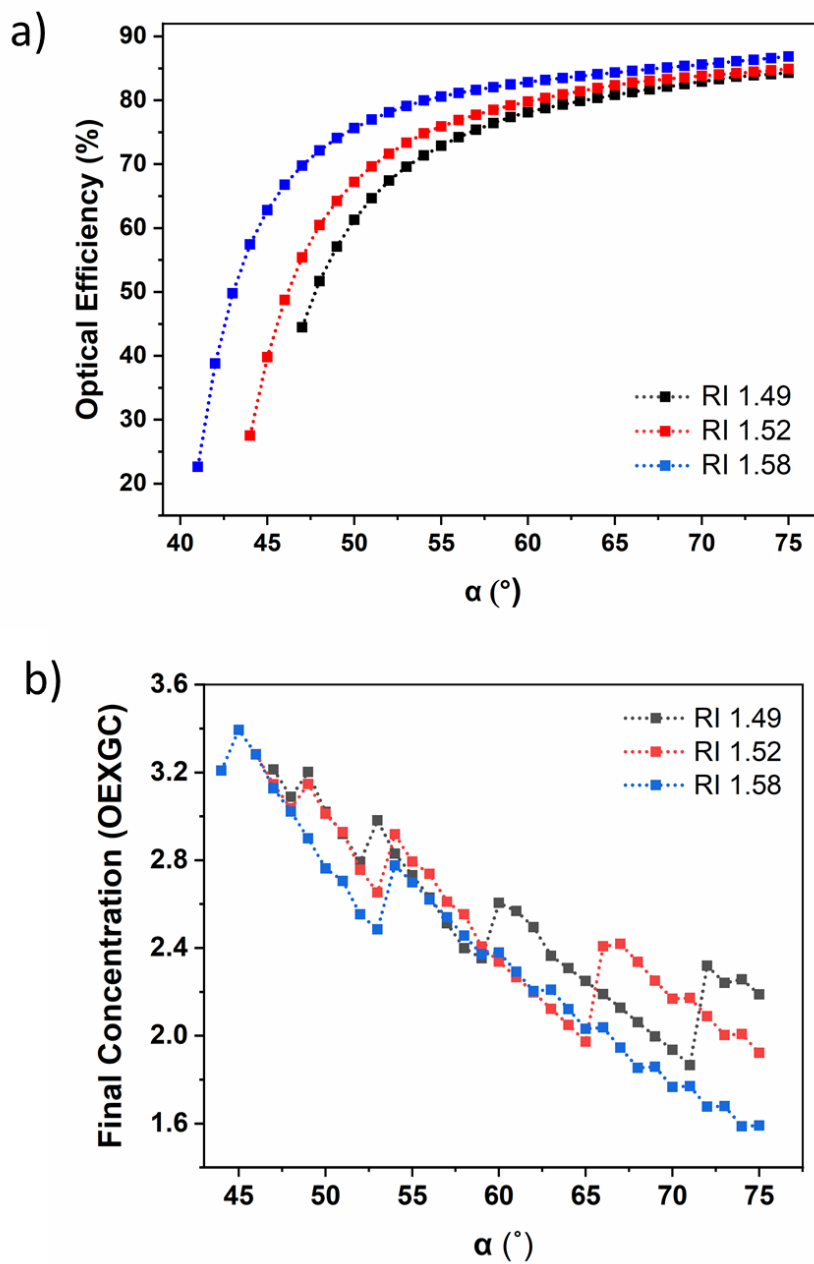 a)
Optical Efficiency (%)
90
80
70
60
50
40
30
20
RI 1.49
RI 1.52
RI 1.58
40 45 50 55 60 65 70 75
α (°)
b)
Final Concentration (OEXGC)
3.6
3.2
2.8
2.4
2.0
1.6
RI 1.49
RI 1.52
RI 1.58
45 50 55 60 65 70 75
α (°)